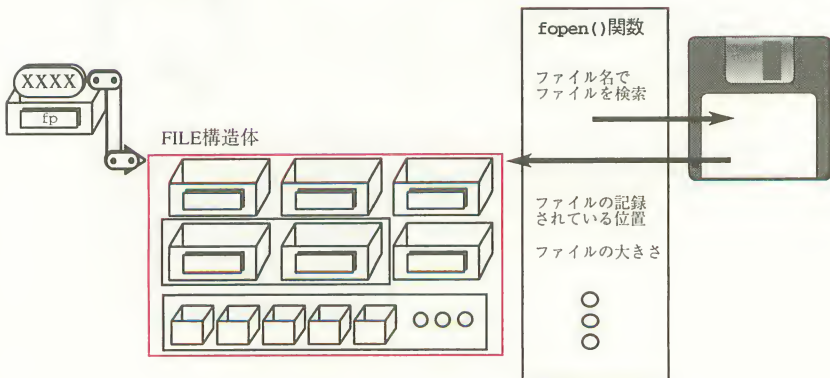 XXXX
fp
FILE構造体
fopen()関数
ファイル名で
ファイルを検索
ファイルの記録
されている位置
ファイルの大きさ